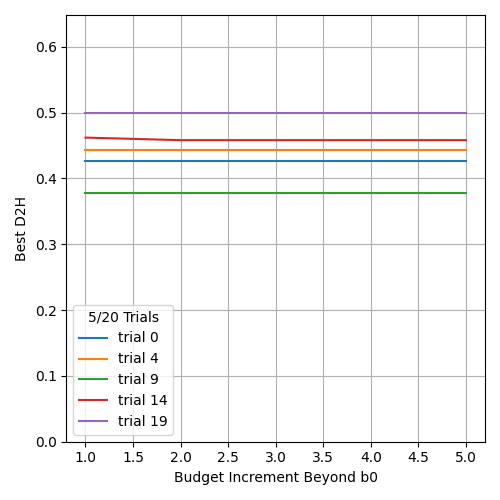 0.6
0.5
0.4
0.3
0.2
0.1
0.0
Best D2H
5/20 Trials
trial 0
trial 4
trial 9
trial 14
trial 19
1.0 1.5 2.0 2.5 3.0 3.5 4.0 4.5 5.0
Budget Increment Beyond b0